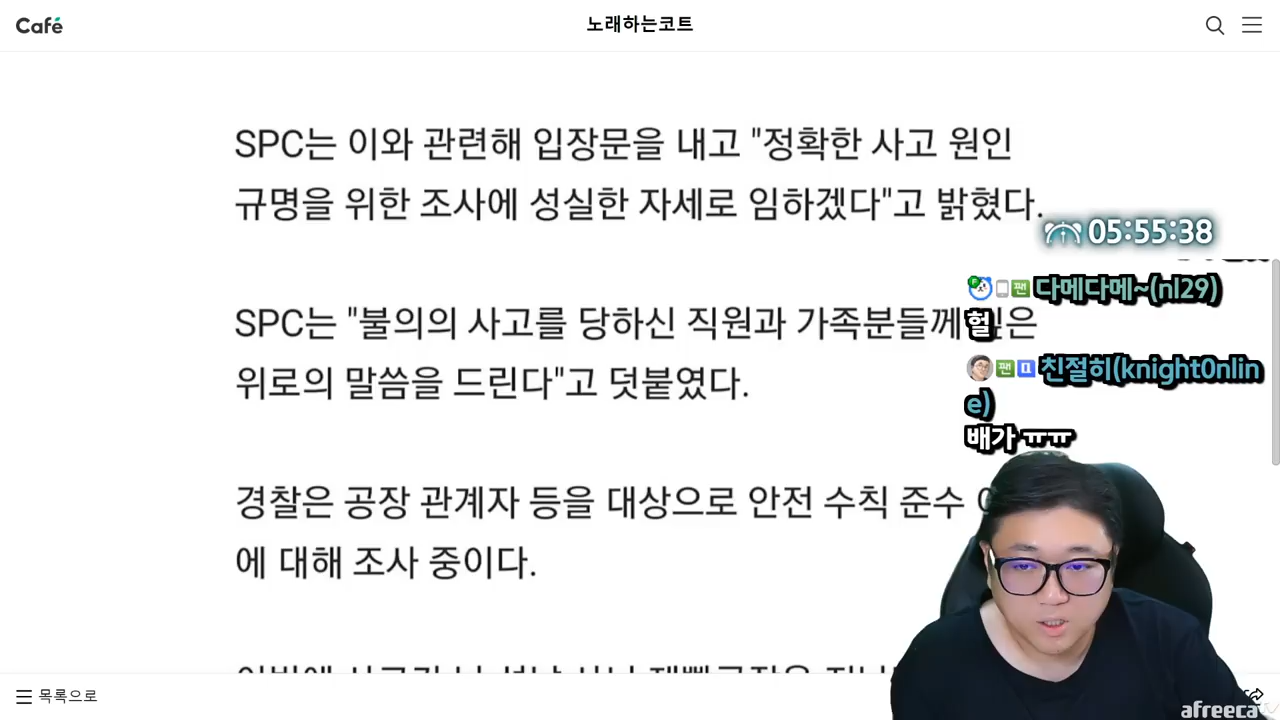 Café
노래하는코트
SPC는 이와 관련해 입장문을 내고 "정확한 사고 원인
규명을 위한 조사에 성실한 자세로 임하겠다"고 밝혔다.
05:55:38
다메다메~(nl29)
헐
SPC는 "불의의 사고를 당하신 직원과 가족분들께
위로의 말씀을 드린다"고 덧붙였다.
친절히(knight0nlin
e)
배가 ㅠㅠ
경찰은 공장 관계자 등을 대상으로 안전 수칙 준수
에 대해 조사 중이다.
목록으로
afreecaTV